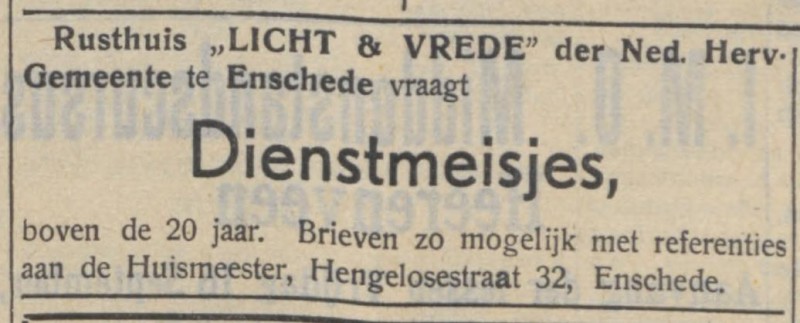 Rusthuis „LICHT & VREDE” der Ned. Herv.
Gemeente te Enschede vraagt
Dienstmeisjes,
boven de 20 jaar. Brieven zo mogelijk met referenties
aan de Huismeester, Hengelosestraat 32, Enschede.